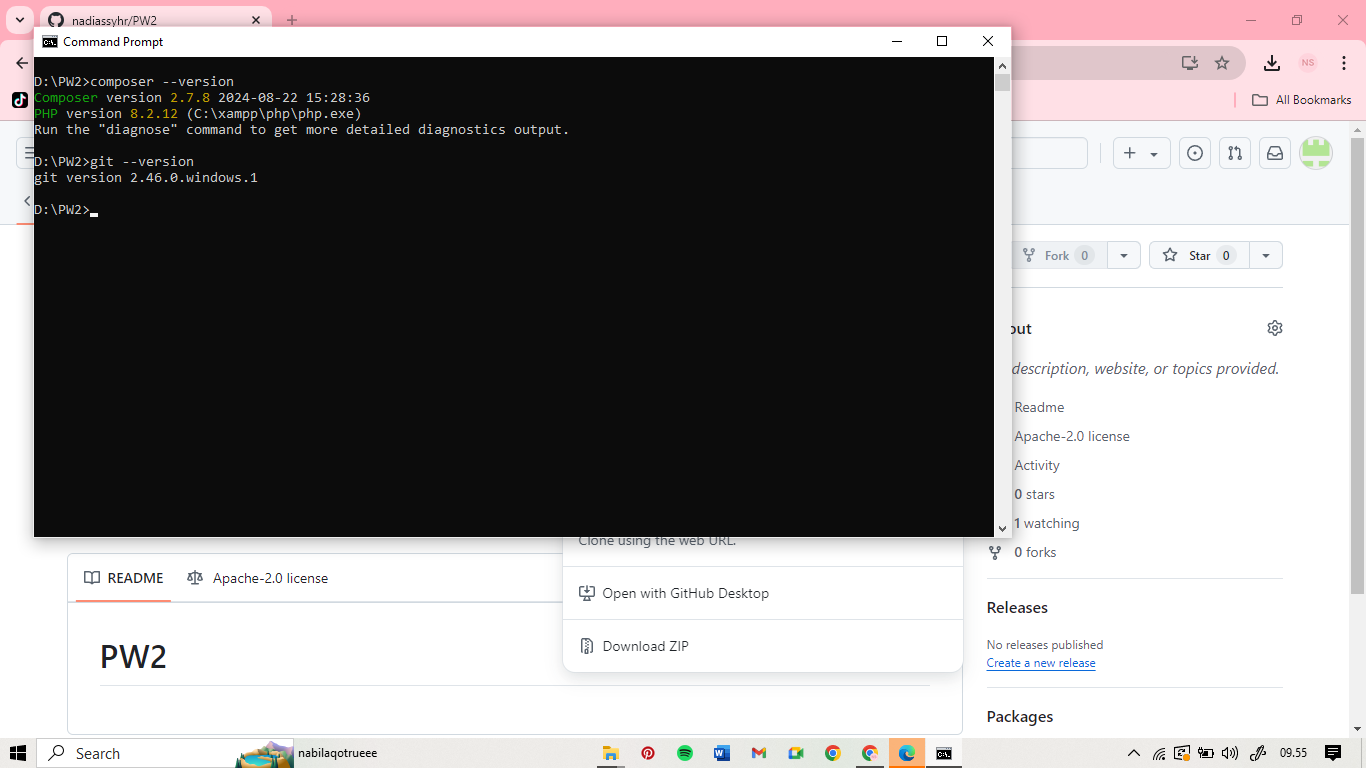 nadiassyhr/PW2
Command Prompt
D:\PW2>composer --version
Composer version 2.7.8 2024-08-22 15:28:36
PHP version 8.2.12 (C:\xampp\php\php.exe)
Run the "diagnose" command to get more detailed diagnostics output.
D:\PW2>git --version
git version 2.46.0.windows.1
D:\PW2>
NS
All Bookmarks
Fork 0
Star 0
out
description, website, or topics provided.
Readme
Apache-2.0 license
Activity
0 stars
1 watching
0 forks
Clone using the web URL.
README
Apache-2.0 license
Open with GitHub Desktop
Download ZIP
PW2
Releases
No releases published
Create a new release
Packages
Search
nabilaqotrueee
09.55